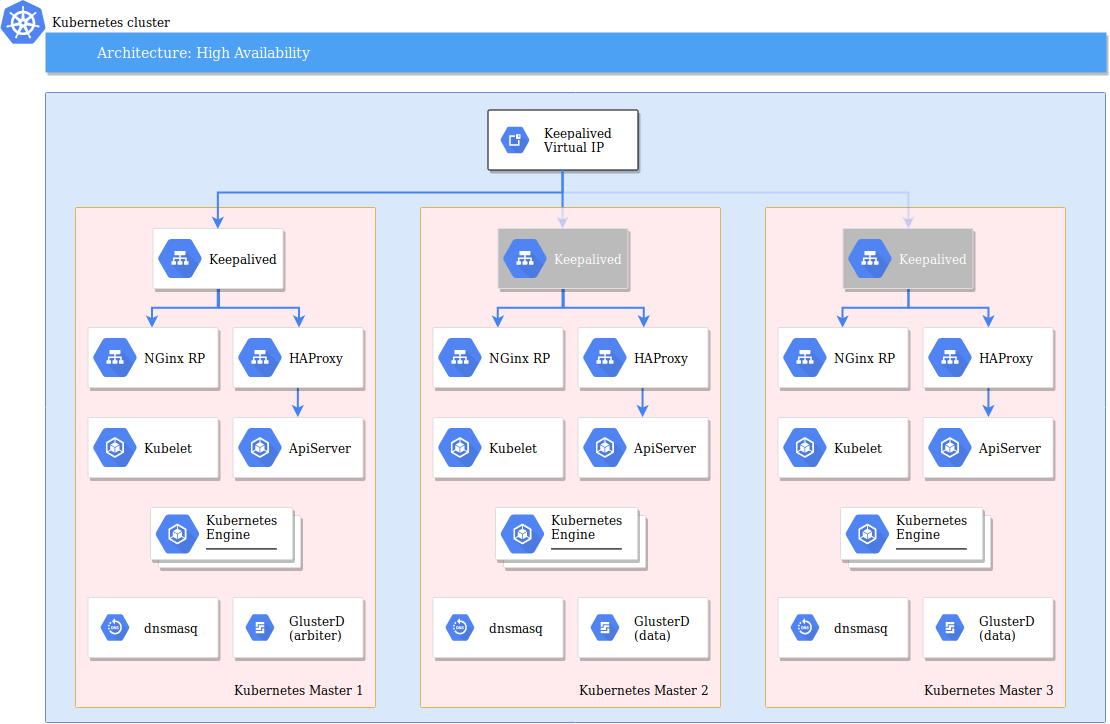 Kubernetes cluster
Architecture: High Availability
Keepalived
Virtual IP
Keepalived
NGinx RP
HAProxy
Kubelet
ApiServer
Kubernetes
Engine
dnsmasq
GlusterD
(arbiter)
Kubernetes Master 1
Keepalived
NGinx RP
HAProxy
Kubelet
ApiServer
Kubernetes
Engine
dnsmasq
GlusterD
(data)
Kubernetes Master 2
Keepalived
NGinx RP
HAProxy
Kubelet
ApiServer
Kubernetes
Engine
dnsmasq
GlusterD
(data)
Kubernetes Master 3